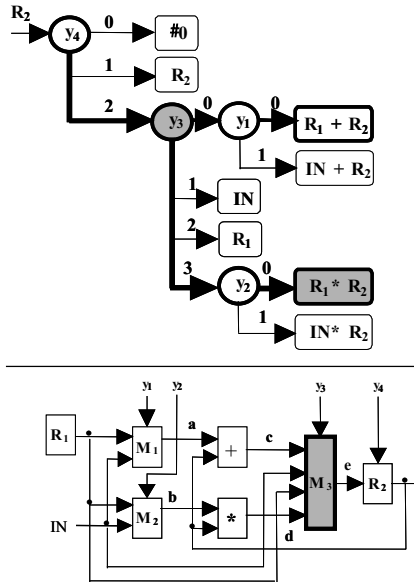 R2
y4 0 #0
1 R2
2 y3 0 y1 0 R1 + R2
1 IN + R2
1 IN
2 R1
3 y2 0 R1* R2
1 IN* R2
y1 y2 y3 y4
R1 M1 a + c
M3 e R2
IN M2 b * d